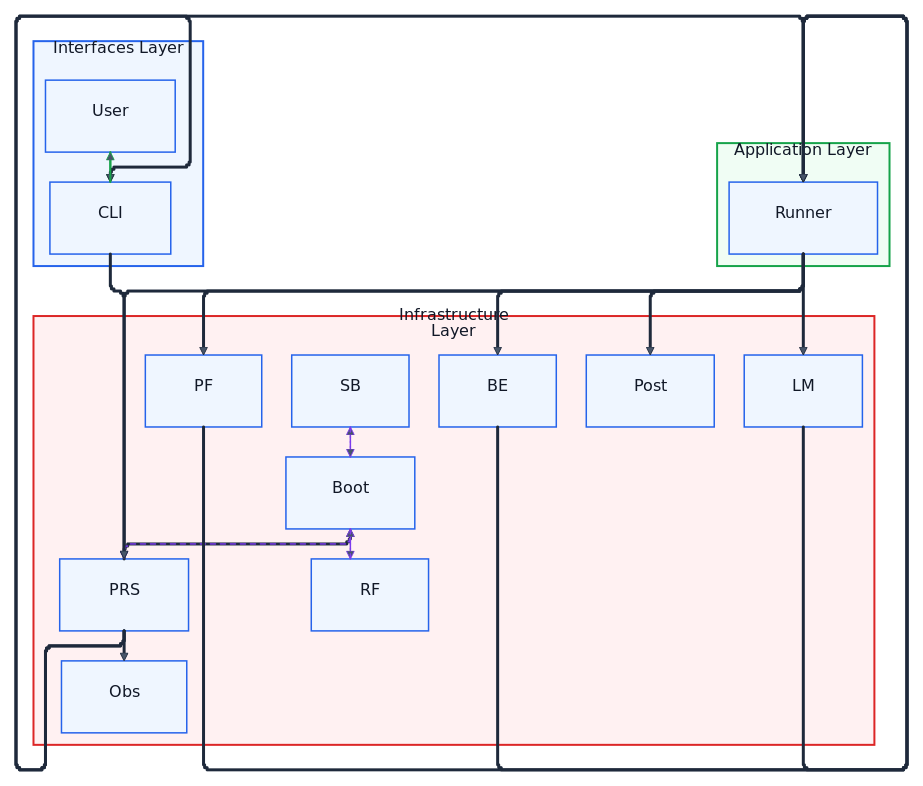 Interfaces Layer
User
CLI
Application Layer
Runner
Infrastructure
Layer
PF
SB
BE
Post
LM
Boot
PRS
RF
Obs